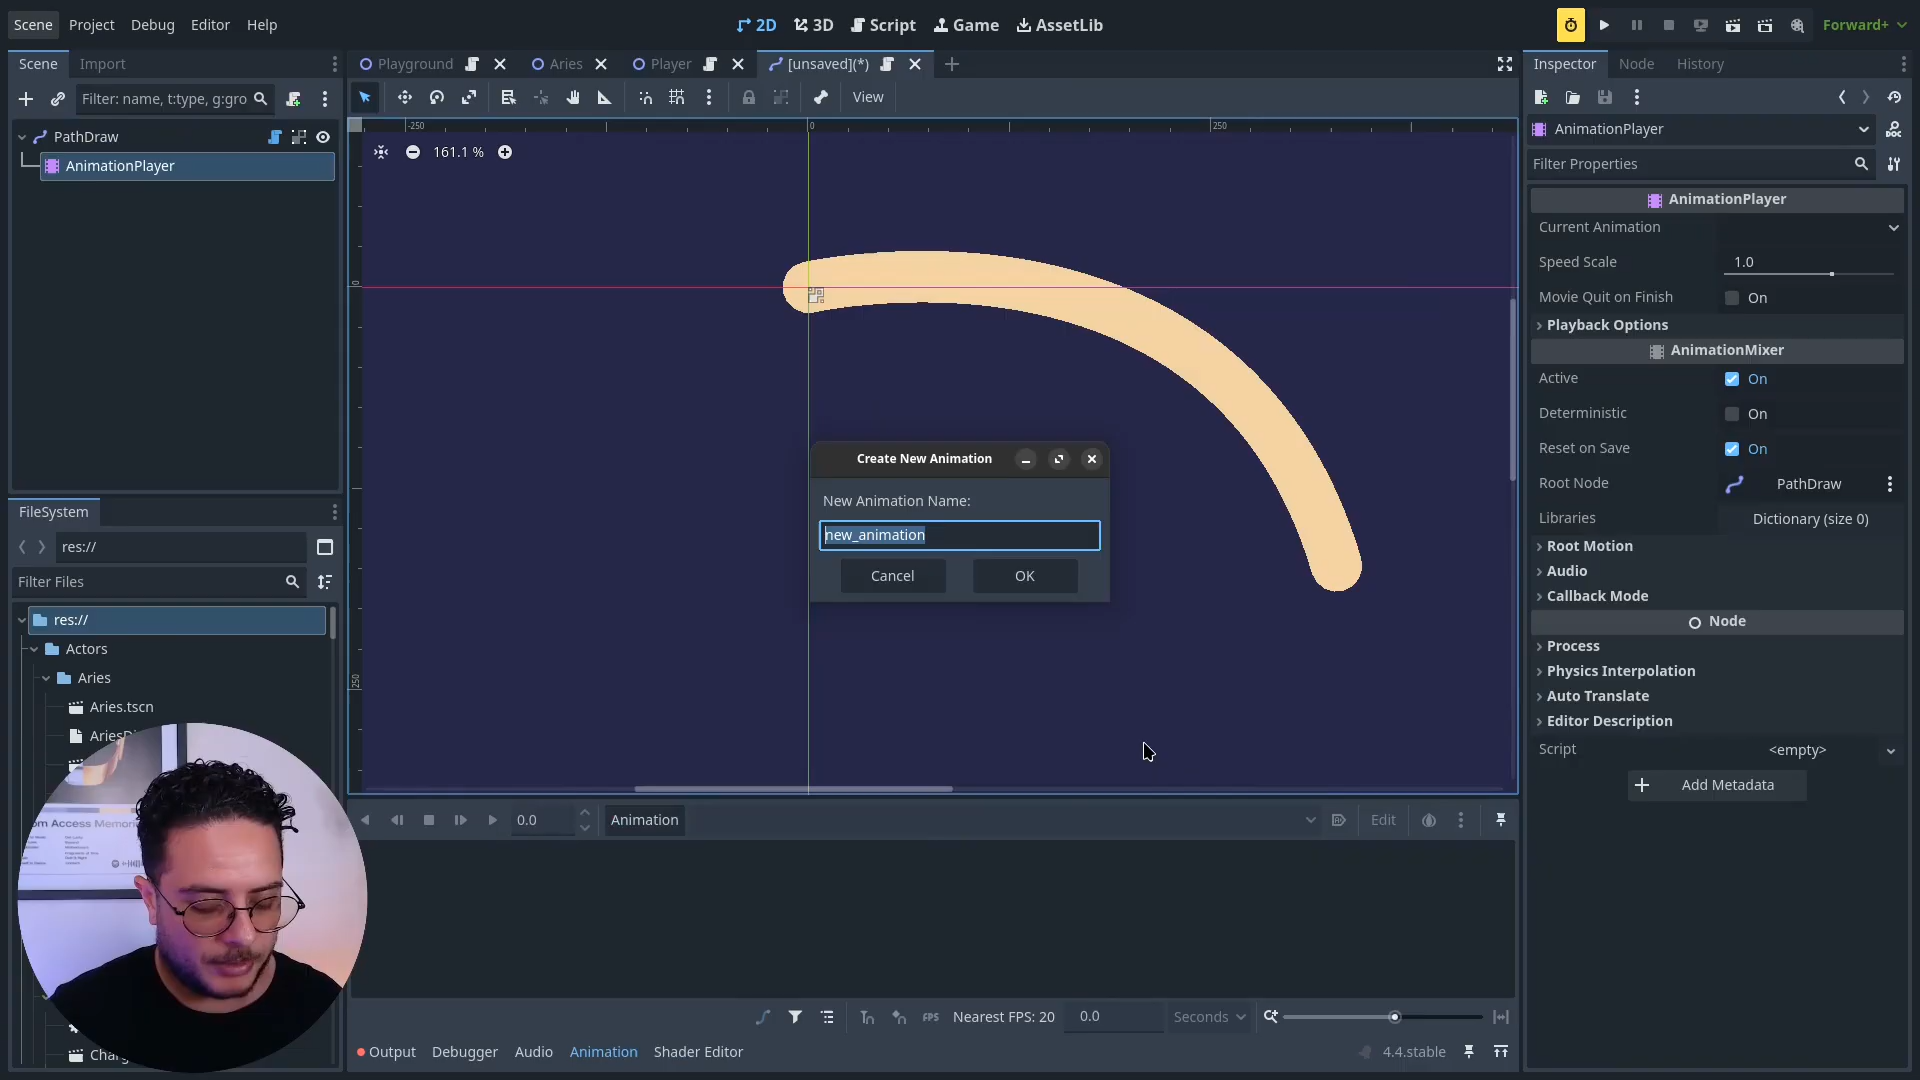 Scene Project Debug Editor Help
2D 3D Script Game AssetLib
Forward+
Scene Import
Playground Aries Player [unsaved](*)
Inspector Node History
Filter: name, t:type, g:gro
View
PathDraw
AnimationPlayer
-250 0 250
0
250
161.1 %
AnimationPlayer
Filter Properties
AnimationPlayer
Current Animation
Speed Scale 1.0
Movie Quit on Finish On
Playback Options
AnimationMixer
Active On
Deterministic On
Reset on Save On
Root Node PathDraw
Libraries Dictionary (size 0)
Root Motion
Audio
Callback Mode
Node
Process
Physics Interpolation
Auto Translate
Editor Description
Script <empty>
Add Metadata
Create New Animation
New Animation Name:
new_animation
Cancel OK
FileSystem
res://
Filter Files
res://
Actors
Aries
Aries.tscn
0.0 Animation Edit
om Access Memori
FPS Nearest FPS: 20 0.0 Seconds
Output Debugger Audio Animation Shader Editor 4.4.stable